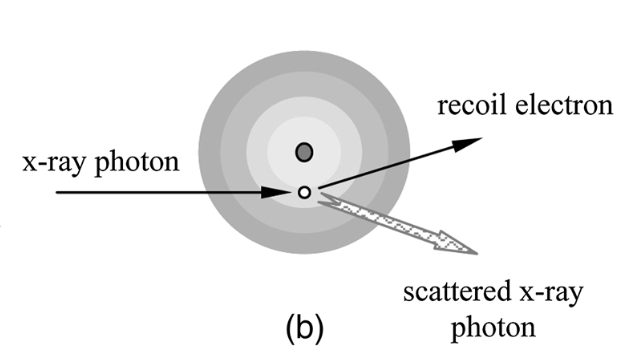 recoil electron
x-ray photon
scattered x-ray
photon
(b)